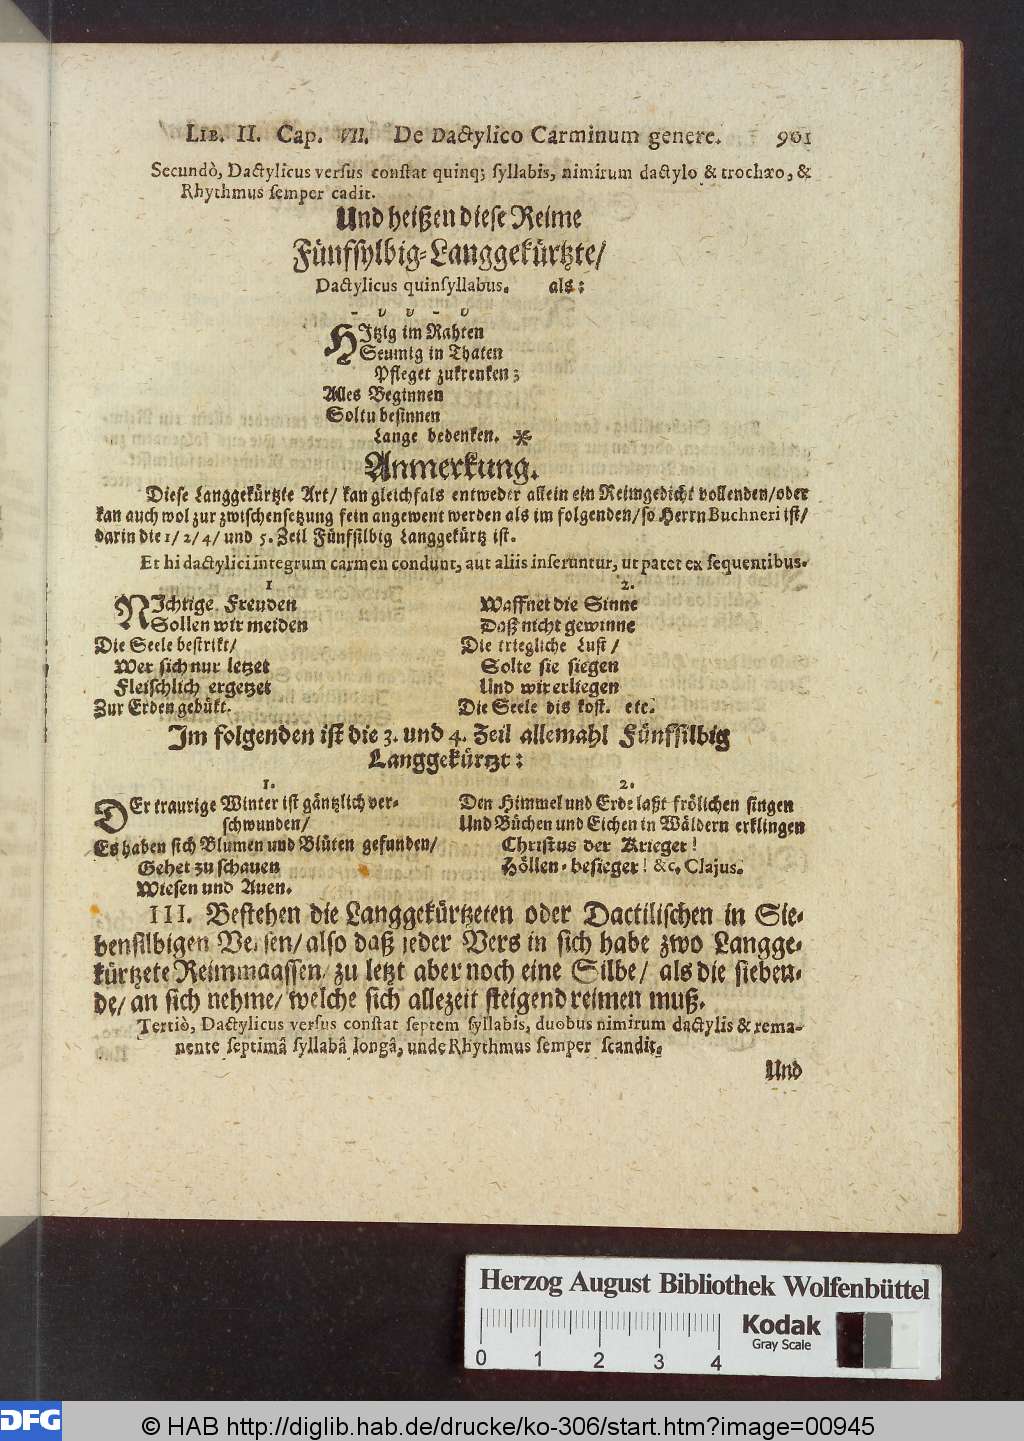 LIB. II. Cap. VII. De Dactylico Carminum genere. 901
Secundò, Dactylicus versus constat quinq; syllabis, nimirum dactylo & trochæo, &
Rhythmus semper cadit.
Und heißen diese Reime
Fünfsylbig-Langgekürtzte/
Dactylicus quinsyllabus. als:
- υ υ - υ
HItzig im Rahten
Seumig in Thaten
Pfleget zukrenken;
Alles Beginnen
Soltu besinnen
Lange bedenken. *
Anmerkung.
Diese Langgekürtzte Art/ kan gleichfals entweder allein ein Reimgedicht vollenden/ oder
kan auch wol zur zwischensetzung fein angewent werden als im folgenden/ so Herrn Buchneri ist/
darin die 1/ 2/ 4/ und 5. Zeil Fünfsilbig Langgekürtz ist.
Et hi dactylici integrum carmen condunt, aut aliis inseruntur, ut patet ex sequentibus.
1
NIchtige Freuden
Sollen wir meiden
Die Seele bestrikt/
Wer sich nur letzet
Fleischlich ergetzet
Zur Erden gebükt.
2.
Waffnet die Sinne
Daß nicht gewinne
Die triegliche Lust/
Solte sie siegen
Und wir erliegen
Die Seele dis kost. etc.
Im folgenden ist die 3. und 4. Zeil allemahl Fünfsilbig
Langgekürtzt:
1.
DEr traurige Winter ist gäntzlich ver-
schwunden/
Es haben sich Blumen und Blüten gefunden/
Gehet zu schauen
Wiesen und Auen.
2.
Den Himmel und Erde laßt frölichen singen
Und Büchen und Eichen in Wäldern erklingen
Christus der Krieger!
Höllen-besieger! &c. Clajus.
III. Bestehen die Langgekürtzeten oder Dactilischen in Sie-
bensilbigen Versen/ also daß jeder Vers in sich habe zwo Langge-
kürtzete Reimmaassen/ zu letzt aber noch eine Silbe/ als die sieben-
de/ an sich nehme/ welche sich allezeit steigend reimen muß.
Tertiò, Dactylicus versus constat septem syllabis, duobus nimirum dactylis & rema-
nente septimâ syllabâ longâ, unde Rhythmus semper scandit.
Und
Herzog August Bibliothek Wolfenbüttel
0 1 2 3 4
Kodak
Gray Scale
DFG
© HAB http://diglib.hab.de/drucke/ko-306/start.htm?image=00945